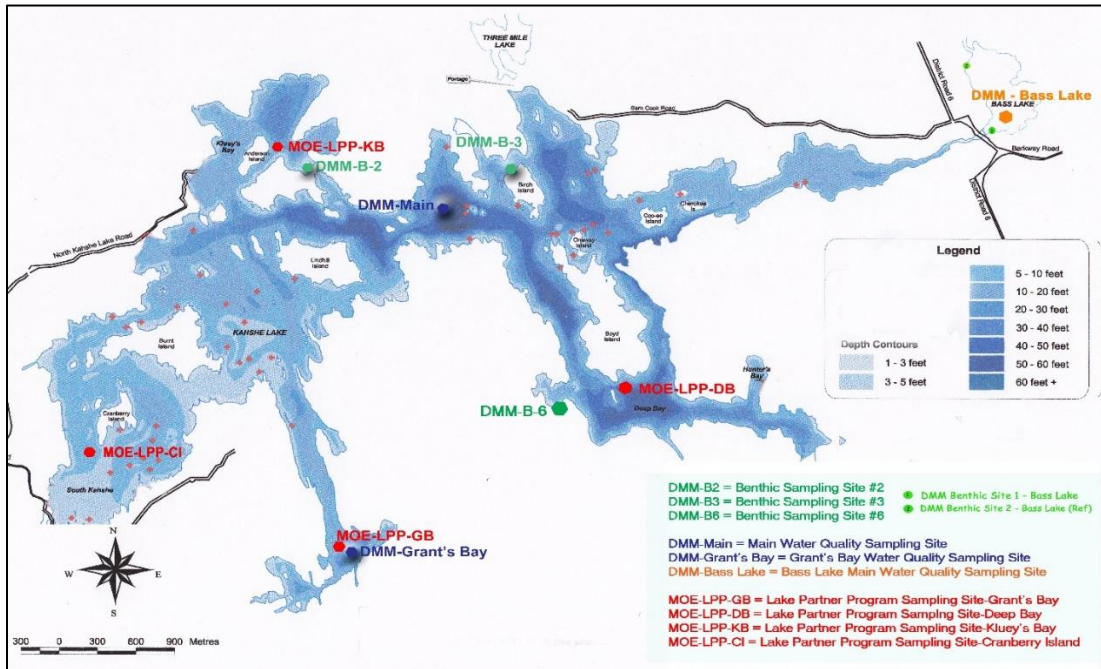 THREE MILE
LAKE
Portage
District Road 6
DMM - Bass Lake
BASS LAKE
Barkway Road
District Road 6
Sam Cook Road
Kluey's
Bay
Anderson
Island
MOE-LPP-KB
DMM-B-2
DMM-B-3
Birch
Island
DMM-Main
Cherokee
Is
Coo-ee
Island
Oneway
Island
North Kahshe Lake Road
Lindhill
Island
KAHSHE LAKE
Burnt
Island
Boyd
Island
Hunter's
Bay
MOE-LPP-DB
Deep Bay
DMM-B-6
Cranberry
Island
MOE-LPP-CI
South Kahshe
MOE-LPP-GB
DMM-Grant's Bay
Legend
5 - 10 feet
10 - 20 feet
20 - 30 feet
30 - 40 feet
40 - 50 feet
50 - 60 feet
60 feet +
Depth Contours
1 - 3 feet
3 - 5 feet
DMM-B2 = Benthic Sampling Site #2
DMM-B3 = Benthic Sampling Site #3
DMM-B6 = Benthic Sampling Site #6
1 DMM Benthic Site 1 - Bass Lake
2 DMM Benthic Site 2 - Bass Lake (Ref)
DMM-Main = Main Water Quality Sampling Site
DMM-Grant's Bay = Grant's Bay Water Quality Sampling Site
DMM-Bass Lake = Bass Lake Main Water Quality Sampling Site
MOE-LPP-GB = Lake Partner Program Sampling Site-Grant's Bay
MOE-LPP-DB = Lake Partner Program Samplng Site-Deep Bay
MOE-LPP-KB = Lake Partner Program Sampling Site-Kluey's Bay
MOE-LPP-CI = Lake Partner Program Sampling Site-Cranberry Island
N
W E
S
300 0 300 600 900 Metres